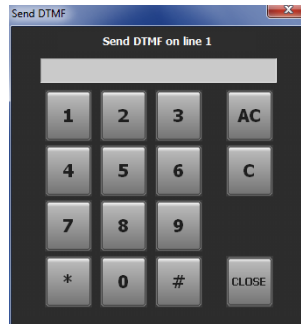 Send DTMF
Send DTMF on line 1
1 2 3 AC
4 5 6 C
7 8 9
* 0 # CLOSE